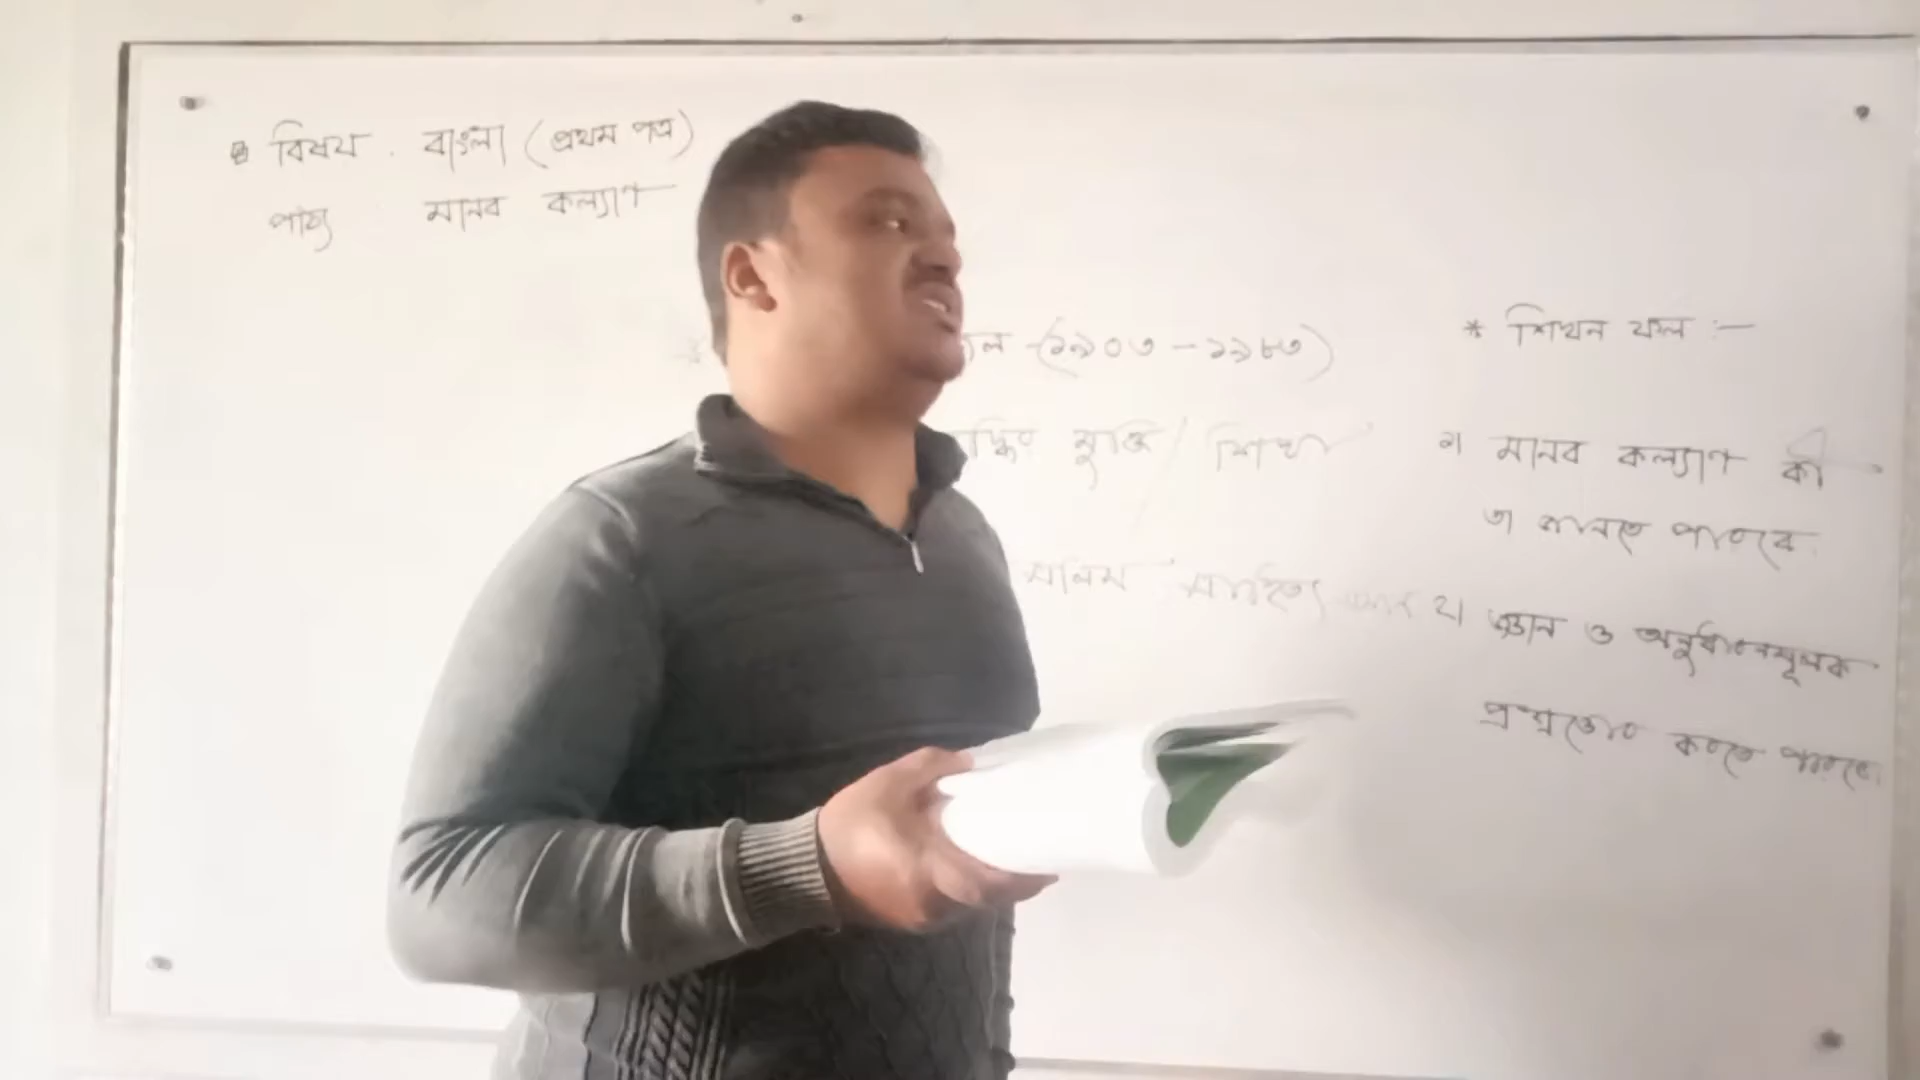 বিষয় . বাংলা (প্রথম পত্র)
পাঠ্য মানব কল্যাণ
(১৯০৩ - ১৯৮৩)
মুক্তি / শিখা
সাহিত্য
* শিখন ফল :-
১। মানব কল্যাণ কী
তা জানতে পারবে.
২। জ্ঞান ও অনুধাবনমূলক
প্রশ্নোত্তর করতে পারবে।